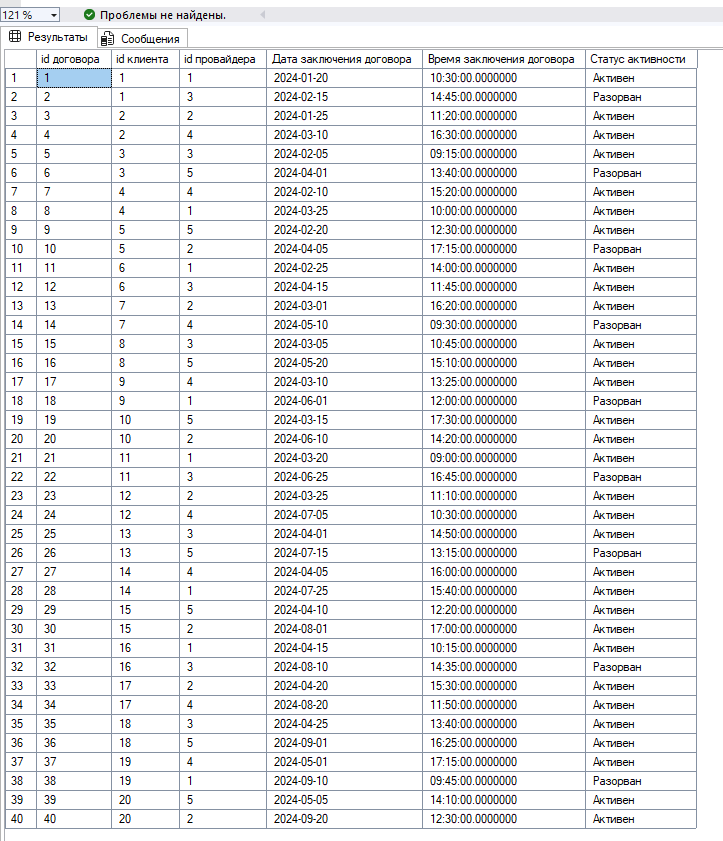 121 % Проблемы не найдены.
Результаты Сообщения
id договора id клиента id провайдера Дата заключения договора Время заключения договора Статус активности
1 1 1 1 2024-01-20 10:30:00.0000000 Активен
2 2 1 3 2024-02-15 14:45:00.0000000 Разорван
3 3 2 2 2024-01-25 11:20:00.0000000 Активен
4 4 2 4 2024-03-10 16:30:00.0000000 Активен
5 5 3 3 2024-02-05 09:15:00.0000000 Активен
6 6 3 5 2024-04-01 13:40:00.0000000 Разорван
7 7 4 4 2024-02-10 15:20:00.0000000 Активен
8 8 4 1 2024-03-25 10:00:00.0000000 Активен
9 9 5 5 2024-02-20 12:30:00.0000000 Активен
10 10 5 2 2024-04-05 17:15:00.0000000 Разорван
11 11 6 1 2024-02-25 14:00:00.0000000 Активен
12 12 6 3 2024-04-15 11:45:00.0000000 Активен
13 13 7 2 2024-03-01 16:20:00.0000000 Активен
14 14 7 4 2024-05-10 09:30:00.0000000 Разорван
15 15 8 3 2024-03-05 10:45:00.0000000 Активен
16 16 8 5 2024-05-20 15:10:00.0000000 Активен
17 17 9 4 2024-03-10 13:25:00.0000000 Активен
18 18 9 1 2024-06-01 12:00:00.0000000 Разорван
19 19 10 5 2024-03-15 17:30:00.0000000 Активен
20 20 10 2 2024-06-10 14:20:00.0000000 Активен
21 21 11 1 2024-03-20 09:00:00.0000000 Активен
22 22 11 3 2024-06-25 16:45:00.0000000 Разорван
23 23 12 2 2024-03-25 11:10:00.0000000 Активен
24 24 12 4 2024-07-05 10:30:00.0000000 Активен
25 25 13 3 2024-04-01 14:50:00.0000000 Активен
26 26 13 5 2024-07-15 13:15:00.0000000 Разорван
27 27 14 4 2024-04-05 16:00:00.0000000 Активен
28 28 14 1 2024-07-25 15:40:00.0000000 Активен
29 29 15 5 2024-04-10 12:20:00.0000000 Активен
30 30 15 2 2024-08-01 17:00:00.0000000 Активен
31 31 16 1 2024-04-15 10:15:00.0000000 Активен
32 32 16 3 2024-08-10 14:35:00.0000000 Разорван
33 33 17 2 2024-04-20 15:30:00.0000000 Активен
34 34 17 4 2024-08-20 11:50:00.0000000 Активен
35 35 18 3 2024-04-25 13:40:00.0000000 Активен
36 36 18 5 2024-09-01 16:25:00.0000000 Активен
37 37 19 4 2024-05-01 17:15:00.0000000 Активен
38 38 19 1 2024-09-10 09:45:00.0000000 Разорван
39 39 20 5 2024-05-05 14:10:00.0000000 Активен
40 40 20 2 2024-09-20 12:30:00.0000000 Активен